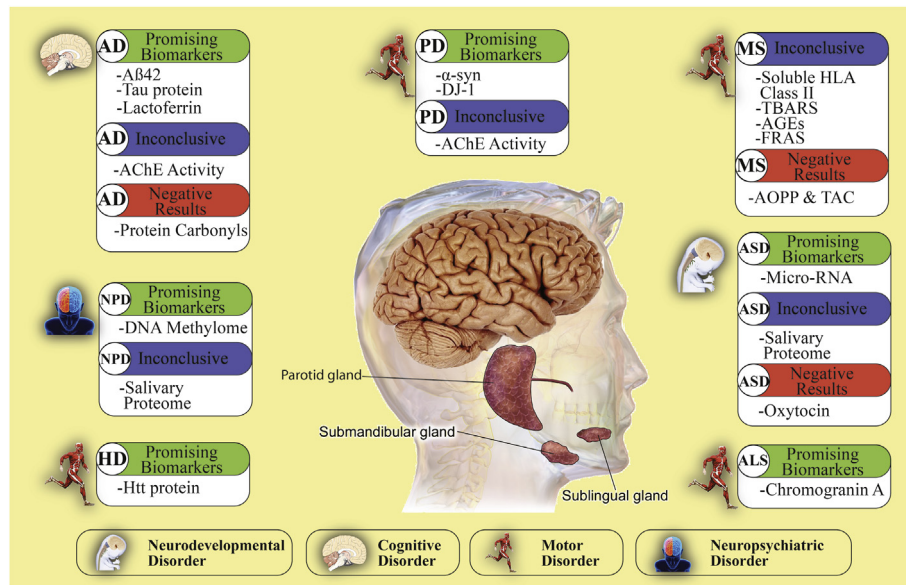 AD
Promising
Biomarkers
-Aß42
-Tau protein
-Lactoferrin
AD
Inconclusive
-AChE Activity
AD
Negative
Results
-Protein Carbonyls
PD
Promising
Biomarkers
-α-syn
-DJ-1
PD
Inconclusive
-AChE Activity
MS
Inconclusive
-Soluble HLA
Class II
-TBARS
-AGEs
-FRAS
MS
Negative
Results
-AOPP & TAC
NPD
Promising
Biomarkers
-DNA Methylome
NPD
Inconclusive
-Salivary
Proteome
ASD
Promising
Biomarkers
-Micro-RNA
ASD
Inconclusive
-Salivary
Proteome
ASD
Negative
Results
-Oxytocin
HD
Promising
Biomarkers
-Htt protein
Parotid gland
Submandibular gland
Sublingual gland
ALS
Promising
Biomarkers
-Chromogranin A
Neurodevelopmental
Disorder
Cognitive
Disorder
Motor
Disorder
Neuropsychiatric
Disorder